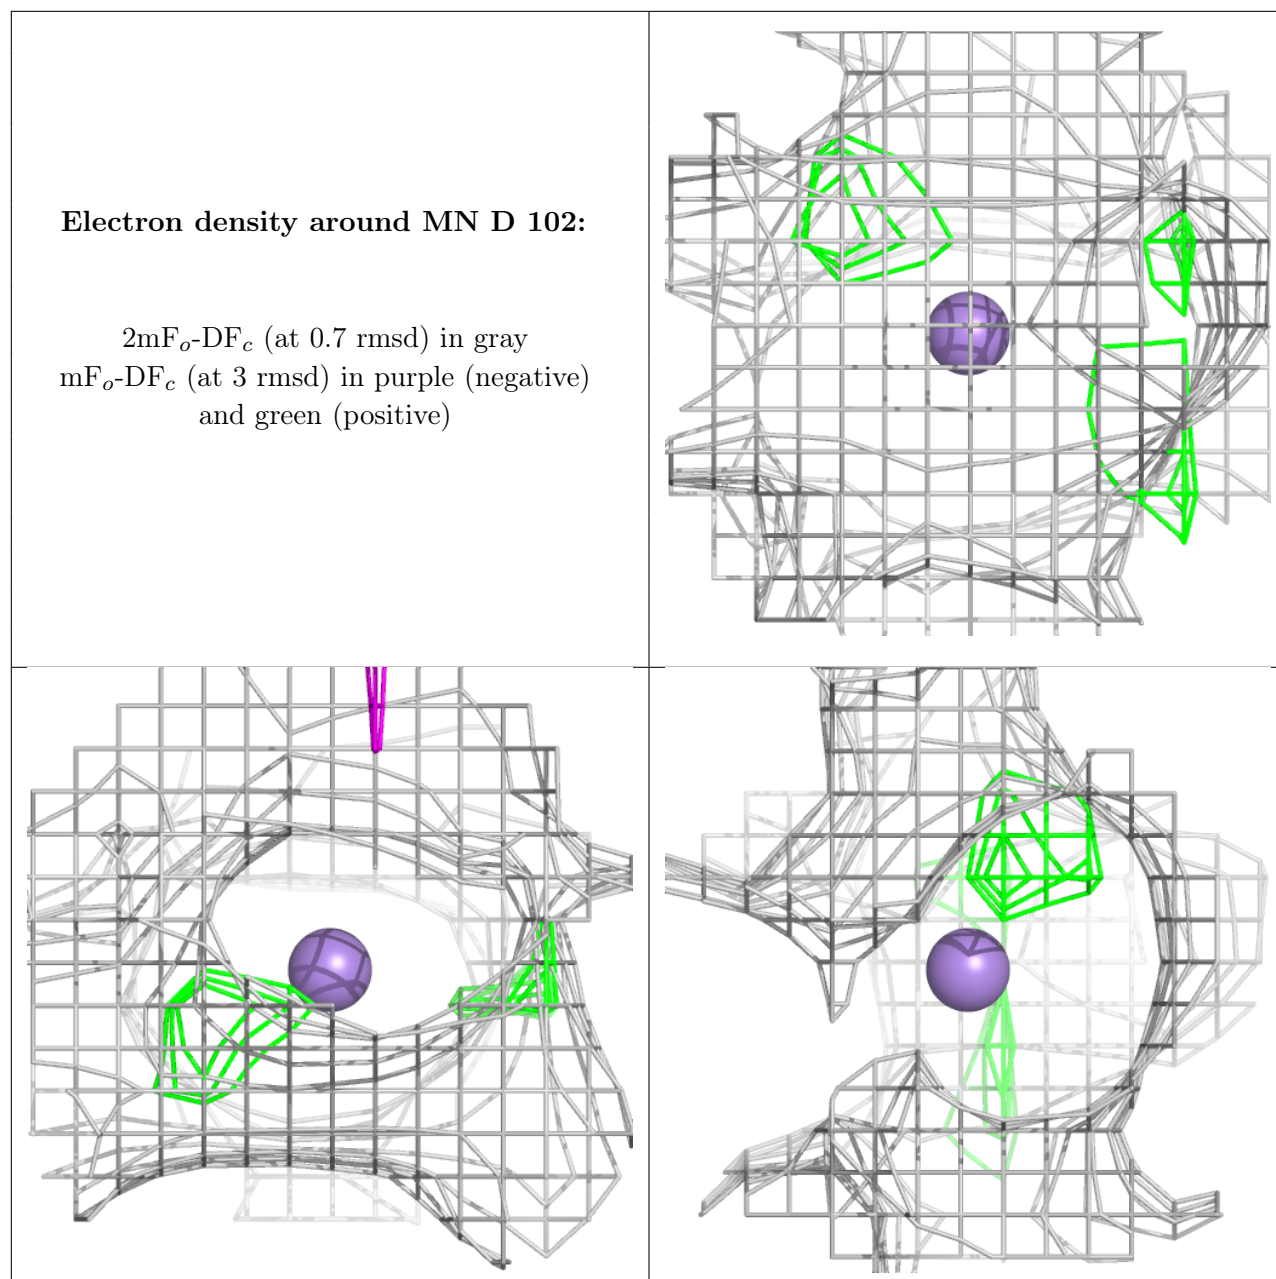 Electron density around MN D 102:
2mFo-DFc (at 0.7 rmsd) in gray
mFo-DFc (at 3 rmsd) in purple (negative)
and green (positive)